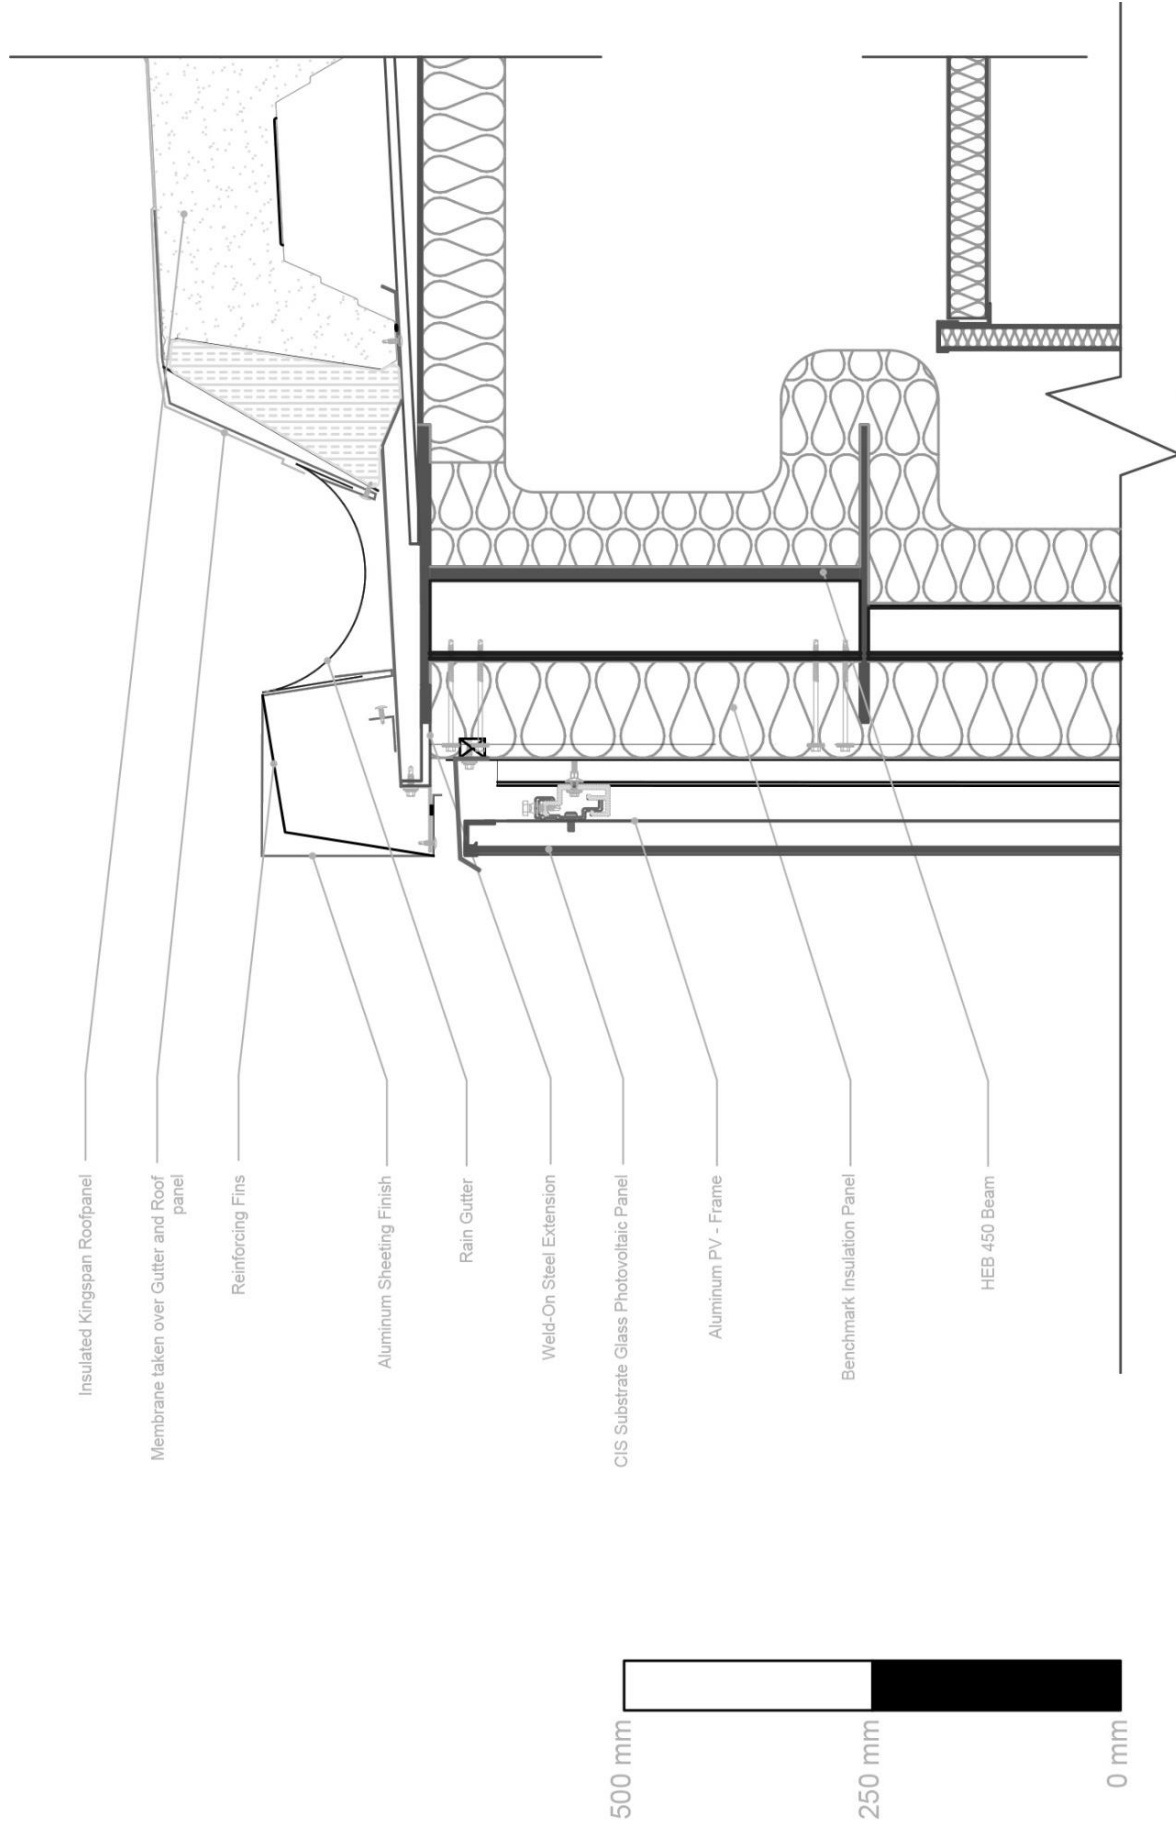 Insulated Kingspan Roofpanel
Membrane taken over Gutter and Roof
panel
Reinforcing Fins
Aluminum Sheeting Finish
Rain Gutter
Weld-On Steel Extension
CIS Substrate Glass Photovoltaic Panel
Aluminum PV - Frame
Benchmark Insulation Panel
HEB 450 Beam
500 mm
250 mm
0 mm